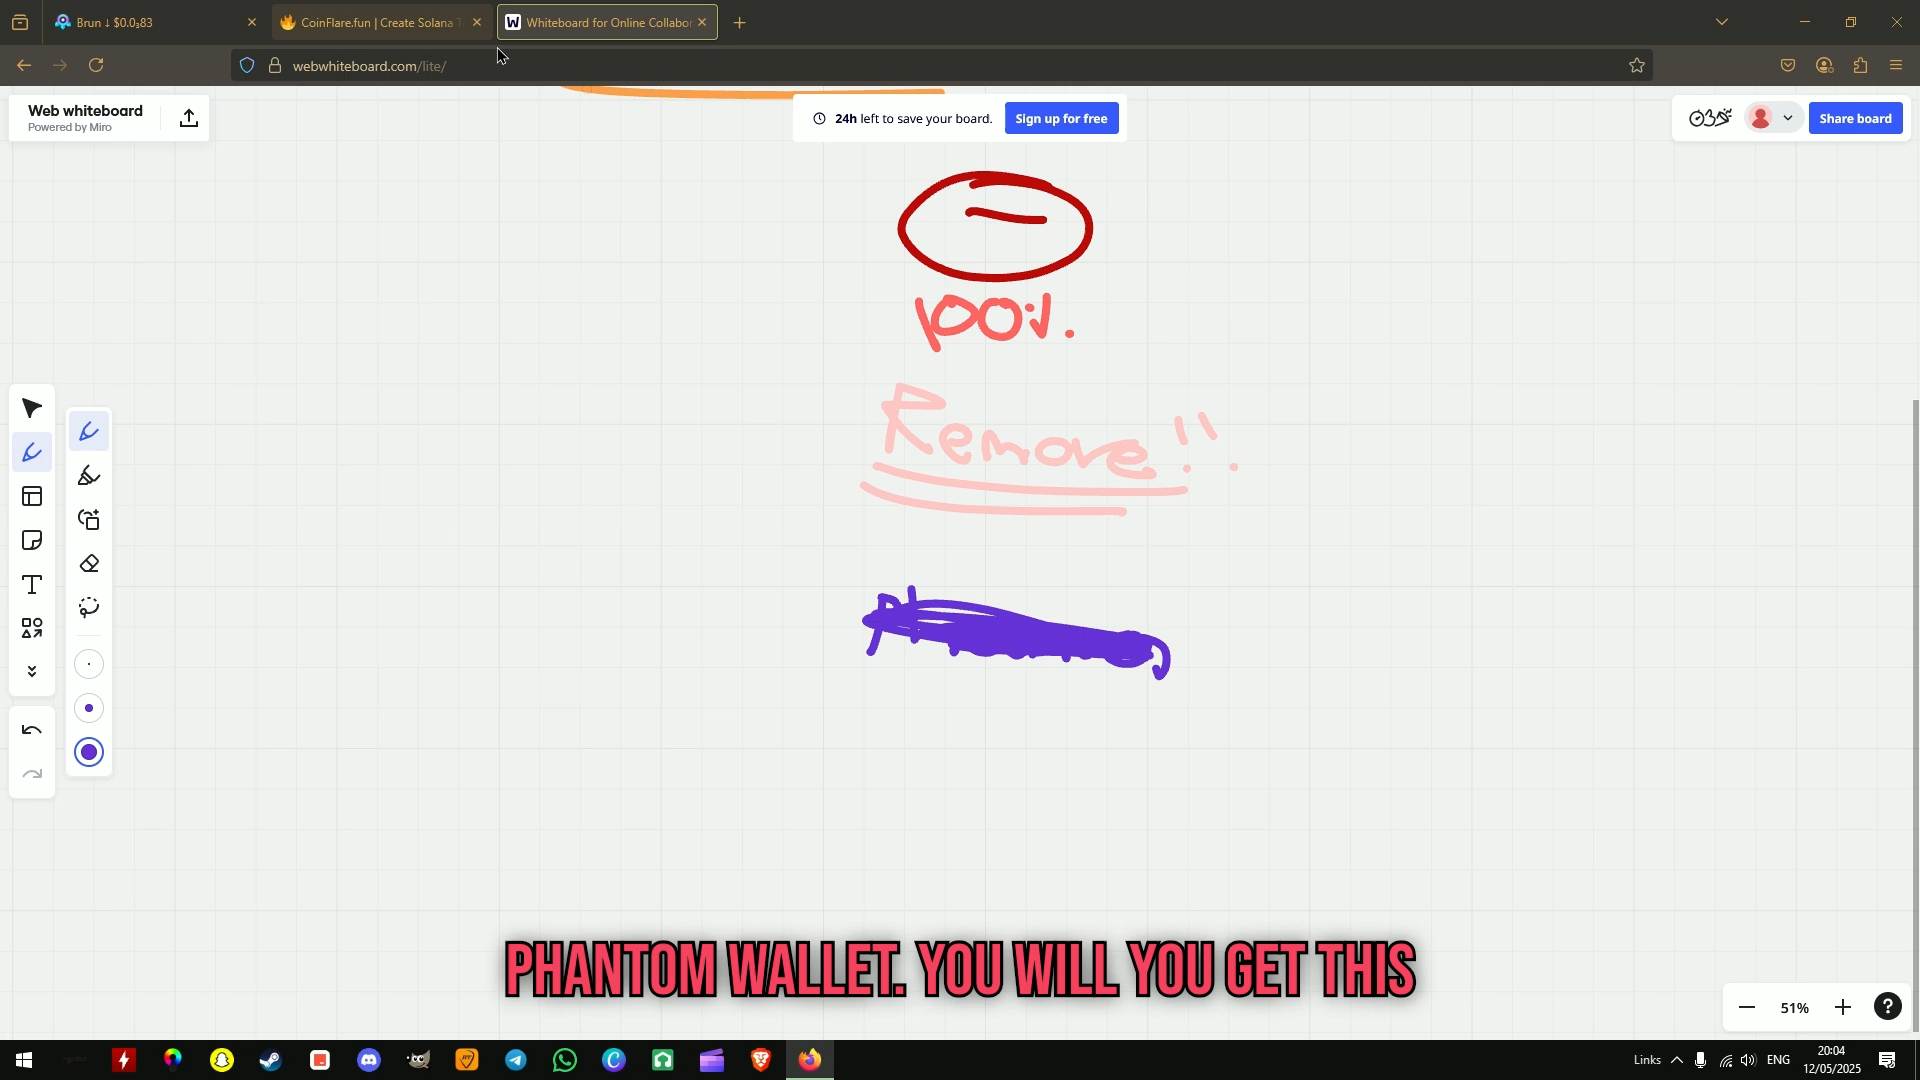 Brun ↓ $0.0₃83
CoinFlare.fun | Create Solana T
Whiteboard for Online Collabor
webwhiteboard.com/lite/
Web whiteboard
Powered by Miro
24h left to save your board.
Sign up for free
Share board
100%.
Remove!!
PHANTOM WALLET. YOU WILL YOU GET THIS
51%
Links
ENG
20:04
12/05/2025